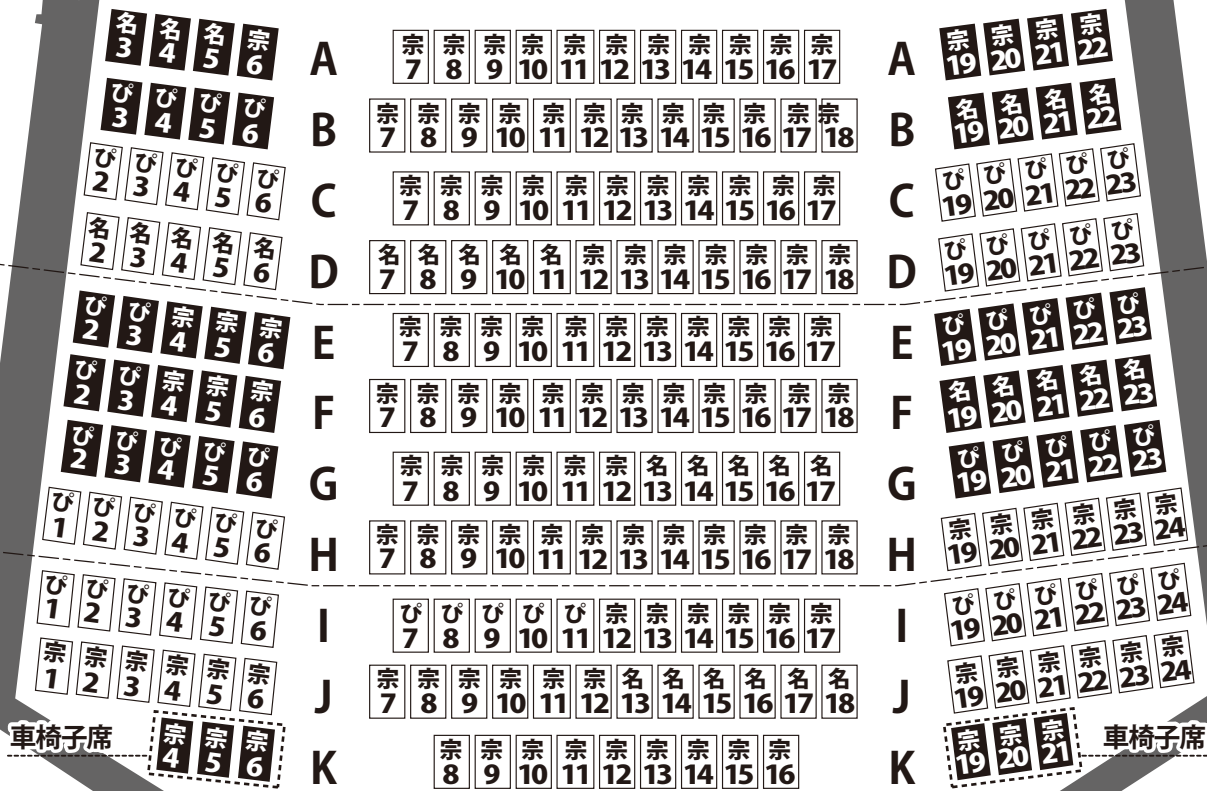 名3 名4 名5 宗6 A 宗7 宗8 宗9 宗10 宗11 宗12 宗13 宗14 宗15 宗16 宗17 A 宗19 宗20 宗21 宗22
ぴ3 ぴ4 ぴ5 ぴ6 B 宗7 宗8 宗9 宗10 宗11 宗12 宗13 宗14 宗15 宗16 宗17 宗18 B 名19 名20 名21 名22
ぴ2 ぴ3 ぴ4 ぴ5 ぴ6 C 宗7 宗8 宗9 宗10 宗11 宗12 宗13 宗14 宗15 宗16 宗17 C ぴ19 ぴ20 ぴ21 ぴ22 ぴ23
名2 名3 名4 名5 名6 D 名7 名8 名9 名10 名11 宗12 宗13 宗14 宗15 宗16 宗17 宗18 D ぴ19 ぴ20 ぴ21 ぴ22 ぴ23
ぴ2 ぴ3 宗4 宗5 宗6 E 宗7 宗8 宗9 宗10 宗11 宗12 宗13 宗14 宗15 宗16 宗17 E ぴ19 ぴ20 ぴ21 ぴ22 ぴ23
ぴ2 ぴ3 宗4 宗5 宗6 F 宗7 宗8 宗9 宗10 宗11 宗12 宗13 宗14 宗15 宗16 宗17 宗18 F 名19 名20 名21 名22 名23
ぴ2 ぴ3 ぴ4 ぴ5 ぴ6 G 宗7 宗8 宗9 宗10 宗11 宗12 名13 名14 名15 名16 名17 G ぴ19 ぴ20 ぴ21 ぴ22 ぴ23
ぴ1 ぴ2 ぴ3 ぴ4 ぴ5 ぴ6 H 宗7 宗8 宗9 宗10 宗11 宗12 宗13 宗14 宗15 宗16 宗17 宗18 H 宗19 宗20 宗21 宗22 宗23 宗24
ぴ1 ぴ2 ぴ3 ぴ4 ぴ5 ぴ6 I ぴ7 ぴ8 ぴ9 ぴ10 ぴ11 宗12 宗13 宗14 宗15 宗16 宗17 I ぴ19 ぴ20 ぴ21 ぴ22 ぴ23 ぴ24
宗1 宗2 宗3 宗4 宗5 宗6 J 宗7 宗8 宗9 宗10 宗11 宗12 名13 名14 名15 名16 名17 名18 J 宗19 宗20 宗21 宗22 宗23 宗24
車椅子席 宗4 宗5 宗6 K 宗8 宗9 宗10 宗11 宗12 宗13 宗14 宗15 宗16 K 宗19 宗20 宗21 車椅子席